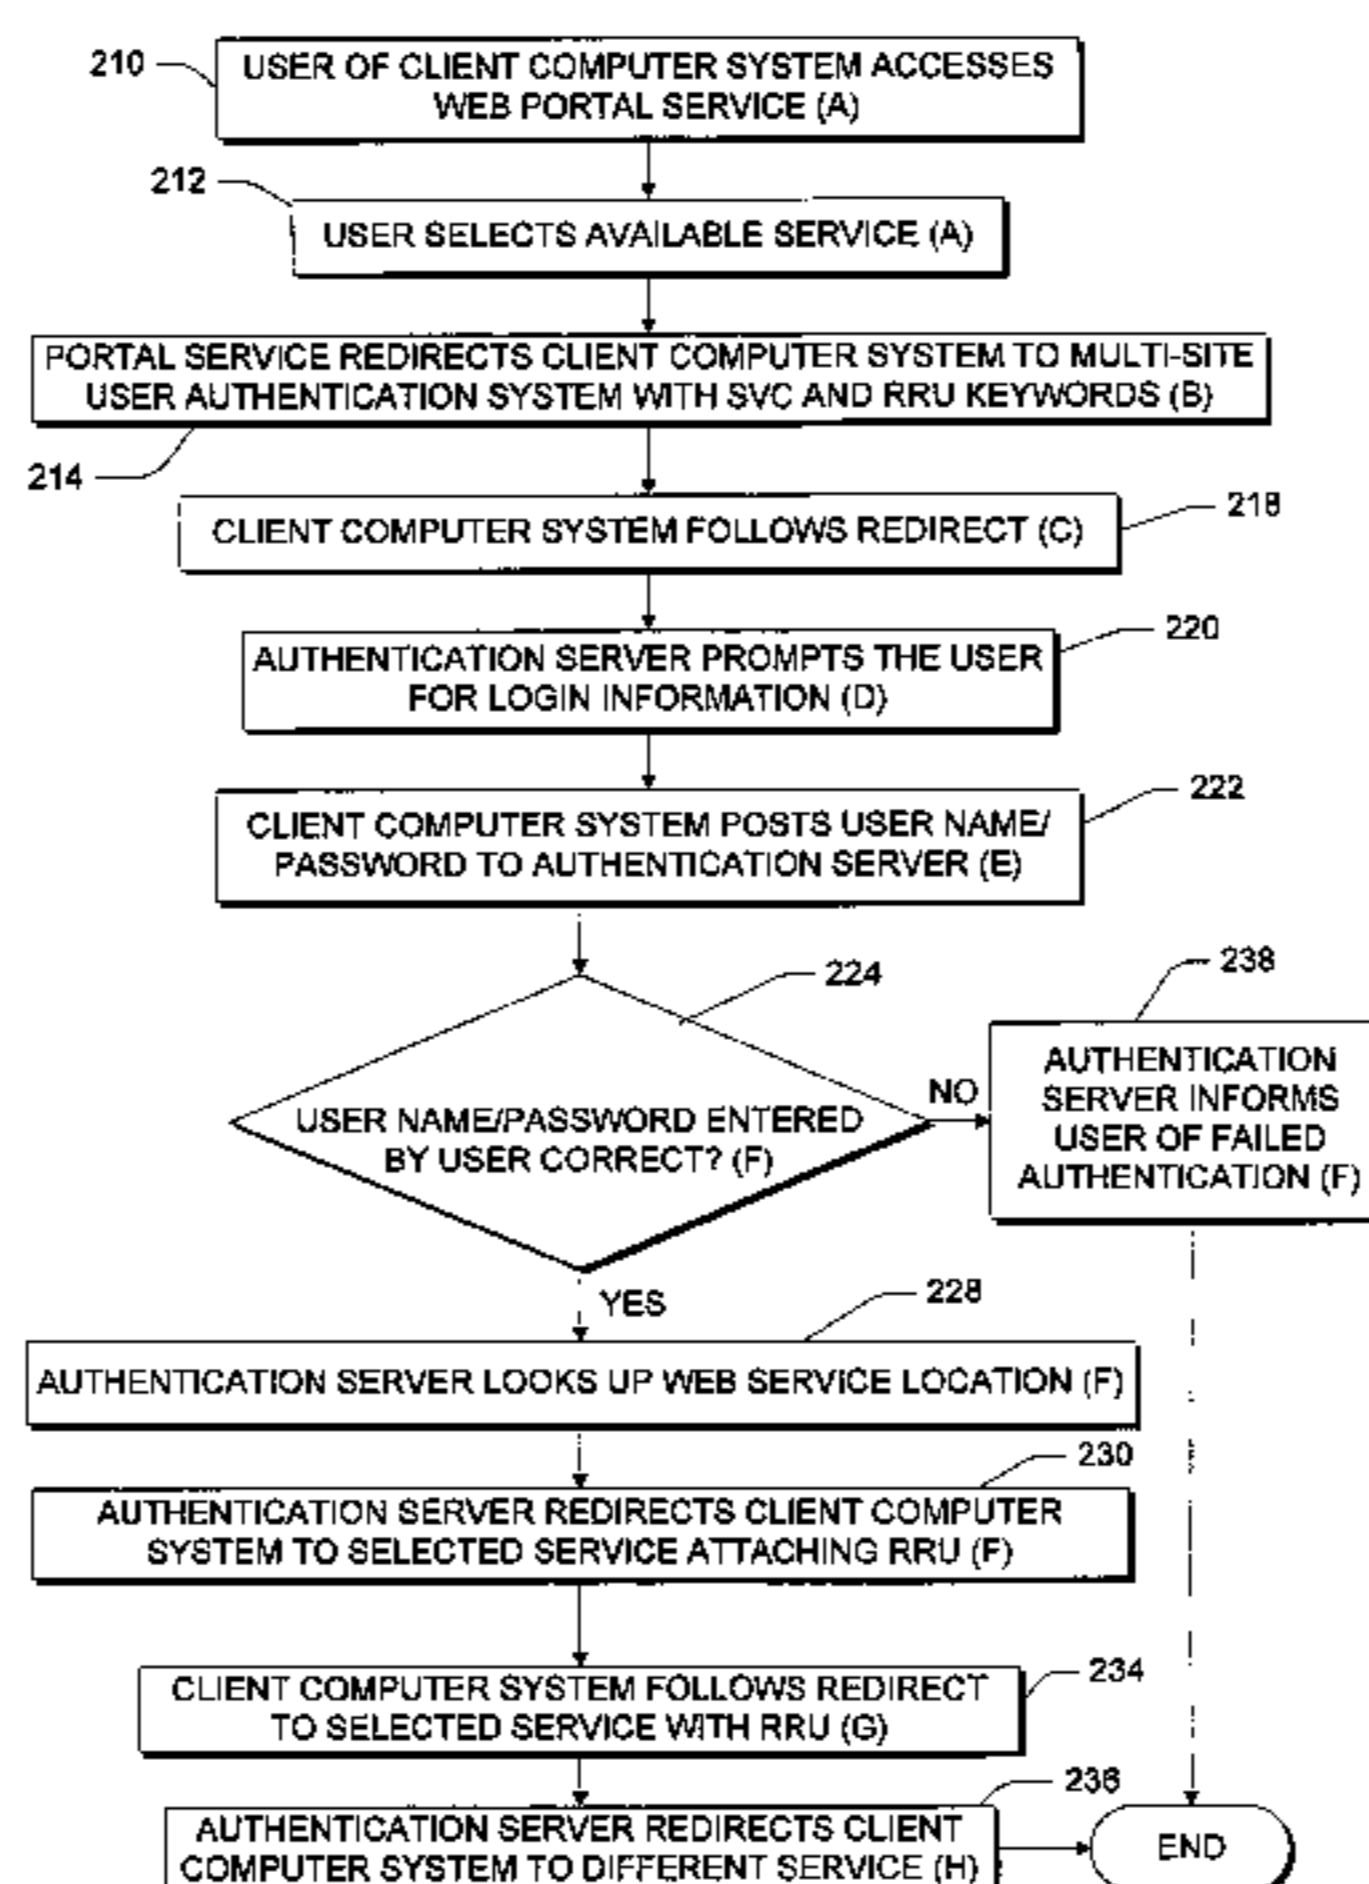 210
USER OF CLIENT COMPUTER SYSTEM ACCESSES
WEB PORTAL SERVICE (A)
212
USER SELECTS AVAILABLE SERVICE (A)
PORTAL SERVICE REDIRECTS CLIENT COMPUTER SYSTEM TO MULTI-SITE
USER AUTHENTICATION SYSTEM WITH SVC AND RRU KEYWORDS (B)
214
218
CLIENT COMPUTER SYSTEM FOLLOWS REDIRECT (C)
220
AUTHENTICATION SERVER PROMPTS THE USER
FOR LOGIN INFORMATION (D)
222
CLIENT COMPUTER SYSTEM POSTS USER NAME/
PASSWORD TO AUTHENTICATION SERVER (E)
224
USER NAME/PASSWORD ENTERED
BY USER CORRECT? (F)
NO
238
AUTHENTICATION
SERVER INFORMS
USER OF FAILED
AUTHENTICATION (F)
YES
228
AUTHENTICATION SERVER LOOKS UP WEB SERVICE LOCATION (F)
230
AUTHENTICATION SERVER REDIRECTS CLIENT COMPUTER
SYSTEM TO SELECTED SERVICE ATTACHING RRU (F)
234
CLIENT COMPUTER SYSTEM FOLLOWS REDIRECT
TO SELECTED SERVICE WITH RRU (G)
236
AUTHENTICATION SERVER REDIRECTS CLIENT
COMPUTER SYSTEM TO DIFFERENT SERVICE (H)
END